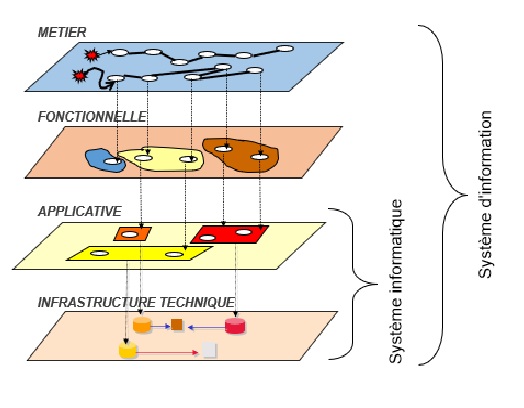 METIER
FONCTIONNELLE
APPLICATIVE
INFRASTRUCTURE TECHNIQUE
Système informatique
Système d'information